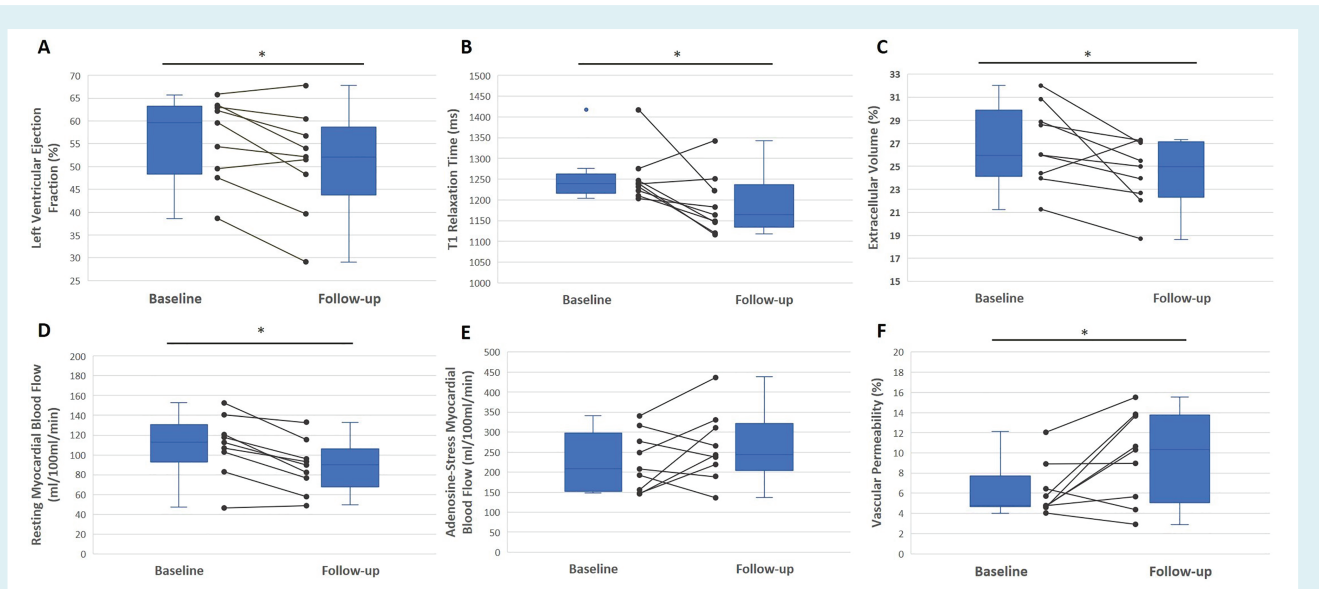 A
*
Left Ventricular Ejection
Fraction (%)
70
65
60
55
50
45
40
35
30
25
Baseline
Follow-up
B
*
T1 Relaxation Time (ms)
1500
1450
1400
1350
1300
1250
1200
1150
1100
1050
1000
Baseline
Follow-up
C
*
Extracellular Volume (%)
33
31
29
27
25
23
21
19
17
15
Baseline
Follow-up
D
*
Resting Myocardial Blood Flow
(ml/100ml/min)
200
180
160
140
120
100
80
60
40
20
0
Baseline
Follow-up
E
Adenosine-Stress Myocardial
Blood Flow (ml/100ml/min)
500
450
400
350
300
250
200
150
100
50
0
Baseline
Follow-up
F
*
Vascular Permeability (%)
20
18
16
14
12
10
8
6
4
2
0
Baseline
Follow-up